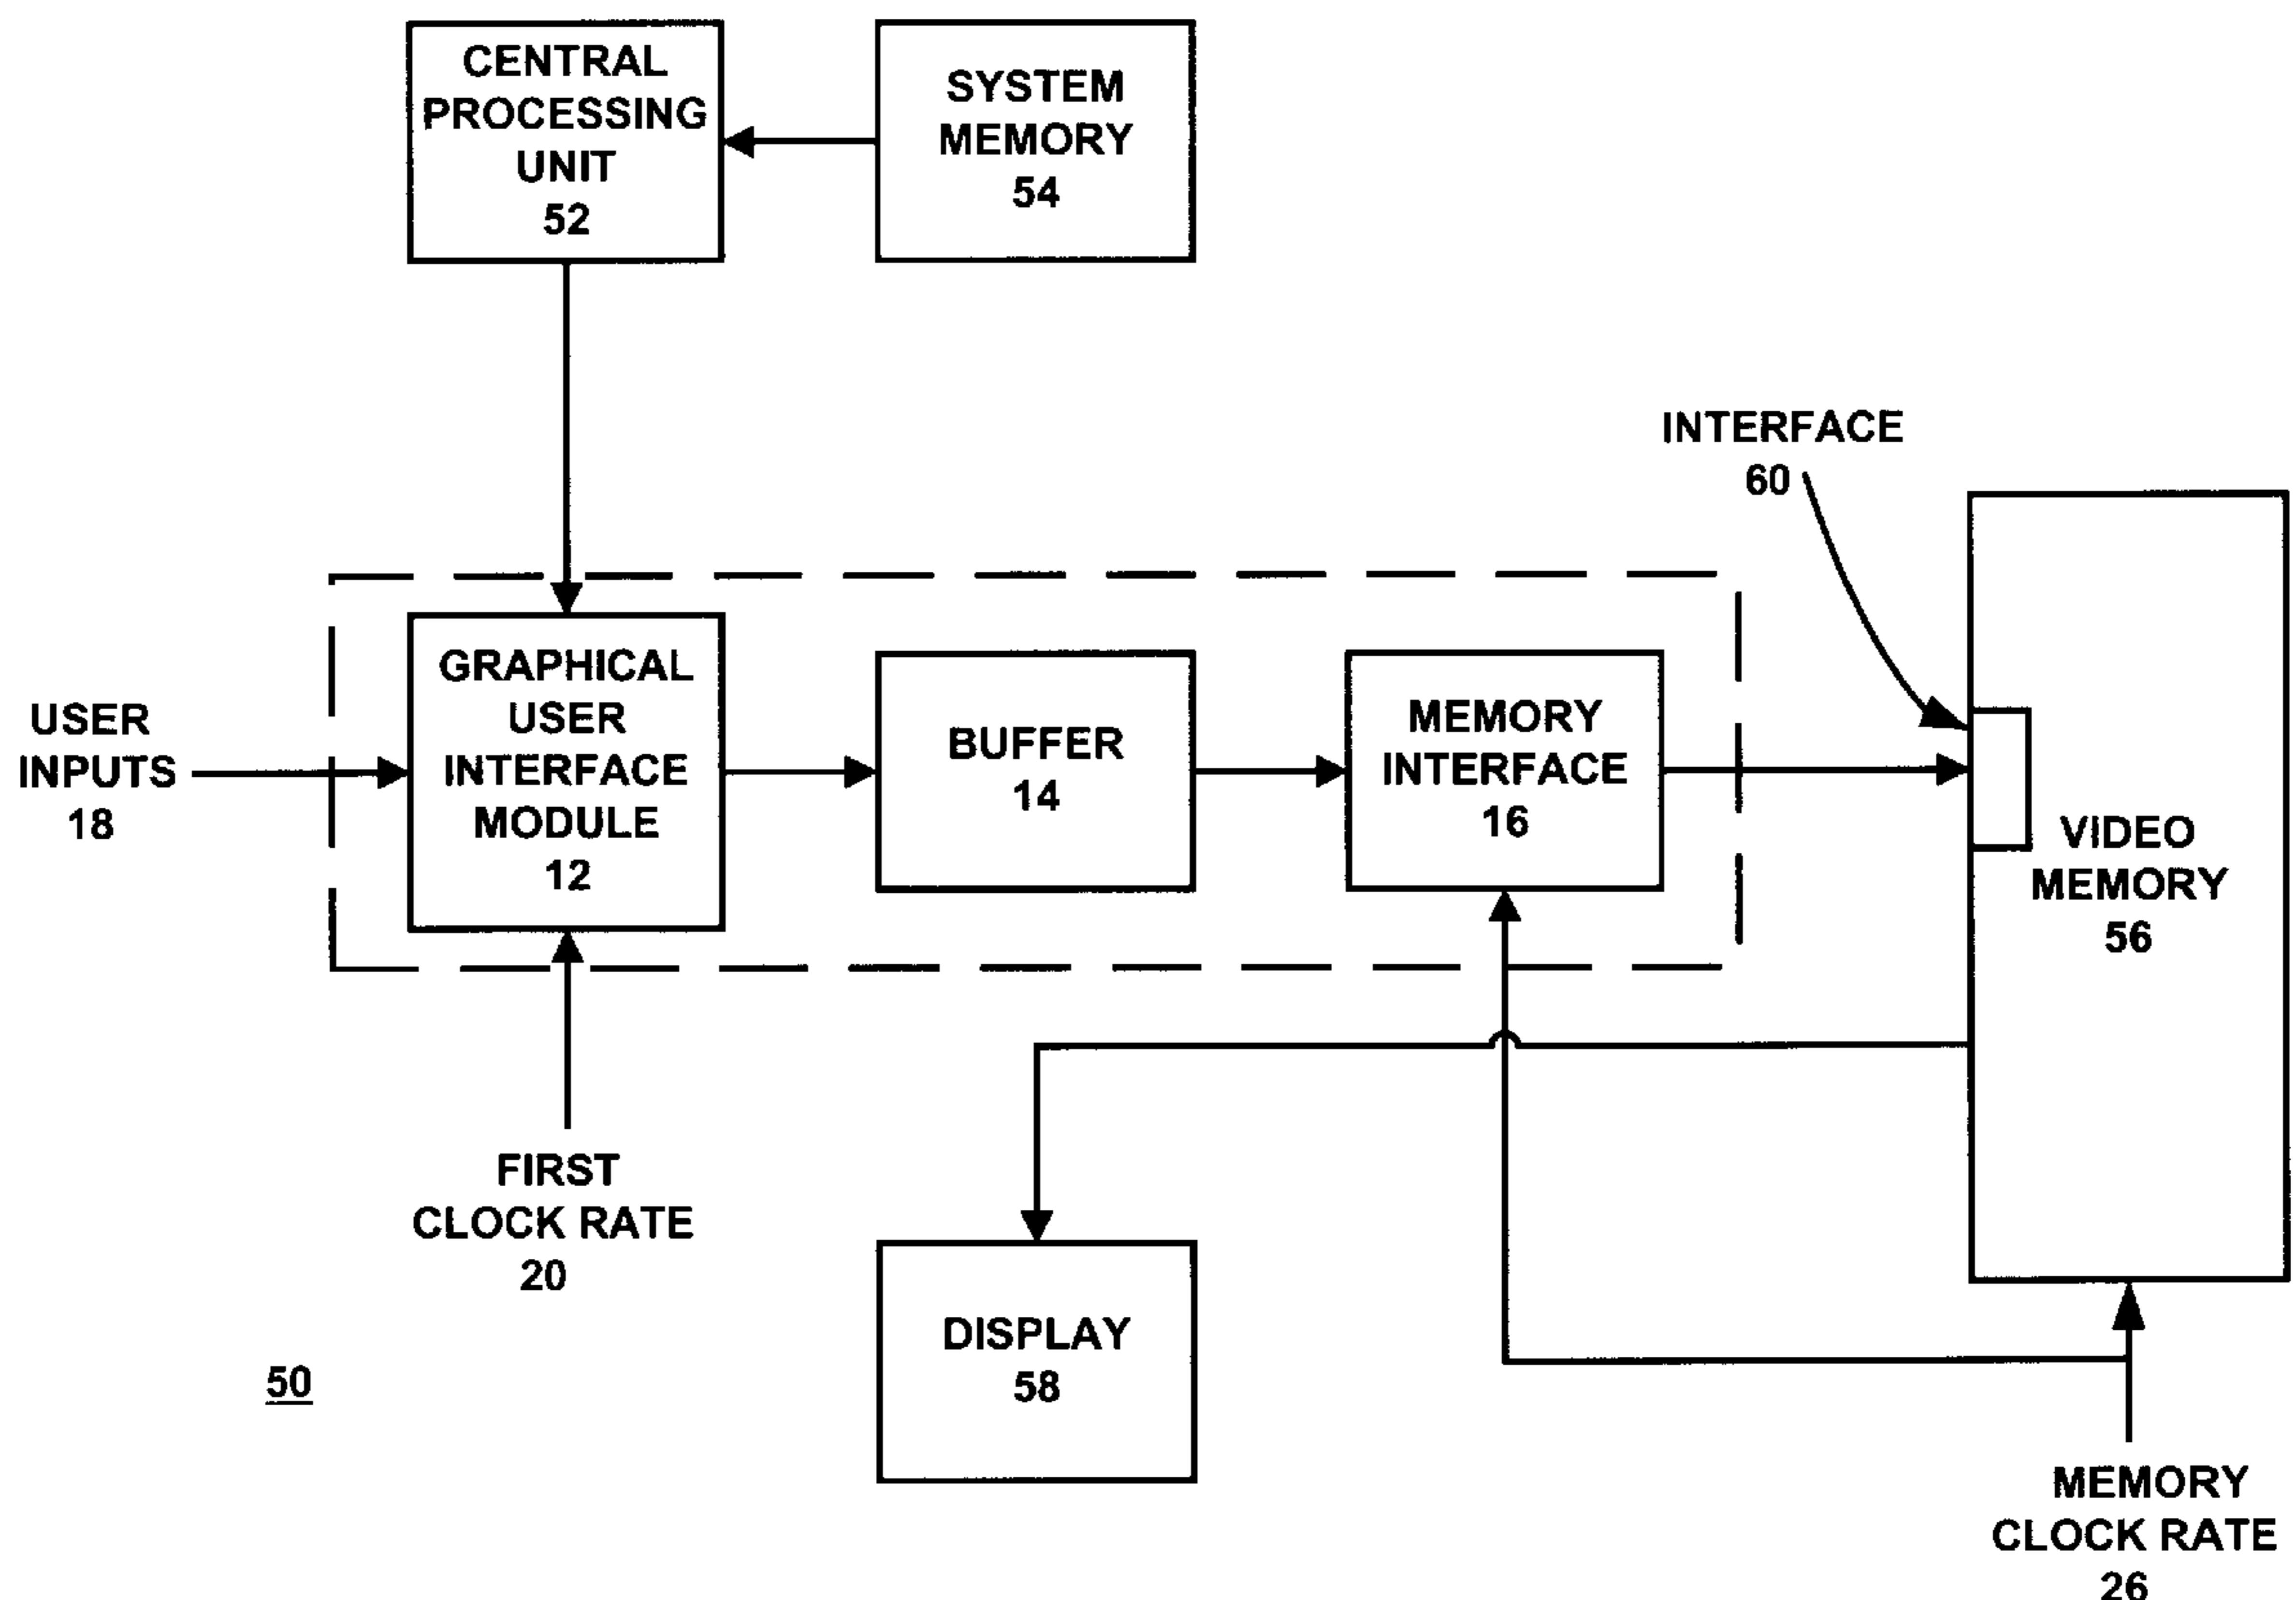 CENTRAL
PROCESSING
UNIT
52
SYSTEM
MEMORY
54
INTERFACE
60
USER
INPUTS
18
GRAPHICAL
USER
INTERFACE
MODULE
12
BUFFER
14
MEMORY
INTERFACE
16
VIDEO
MEMORY
56
FIRST
CLOCK RATE
20
DISPLAY
58
50
MEMORY
CLOCK RATE
26